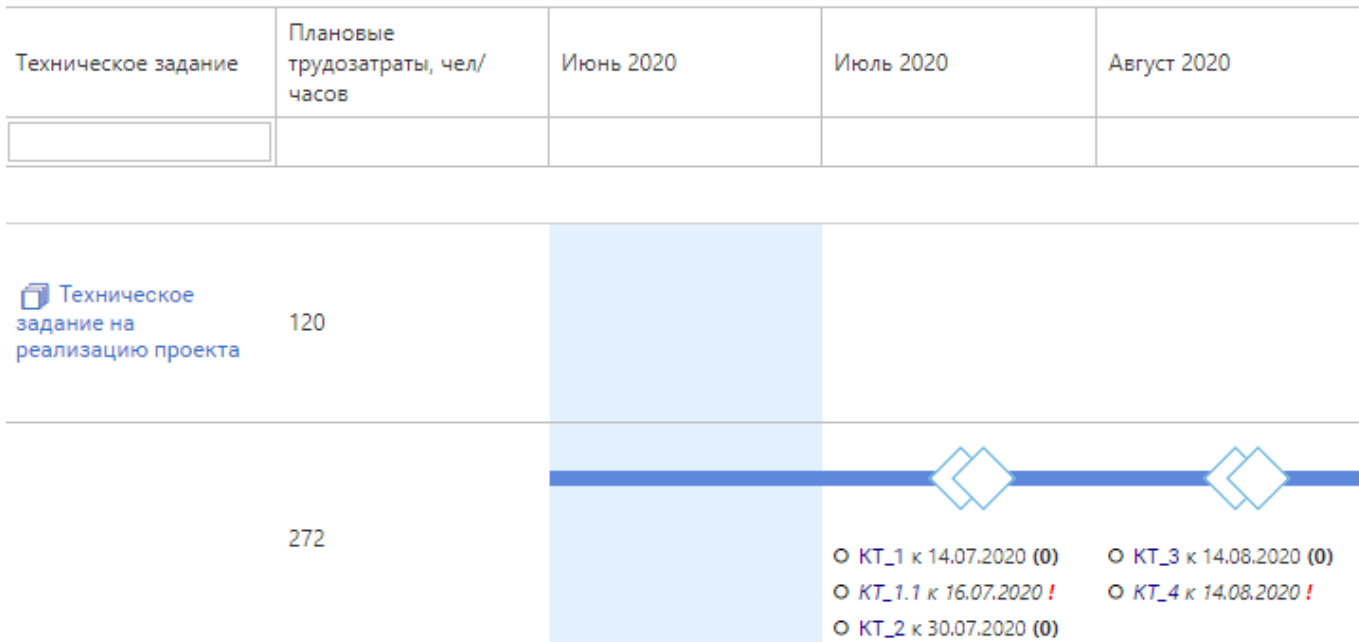 Техническое задание
Плановые
трудозатраты, чел/
часов
Июнь 2020
Июль 2020
Август 2020
Техническое
задание на
реализацию проекта
120
272
КТ_1 к 14.07.2020 (0)
КТ_1.1 к 16.07.2020 !
КТ_2 к 30.07.2020 (0)
КТ_3 к 14.08.2020 (0)
КТ_4 к 14.08.2020 !